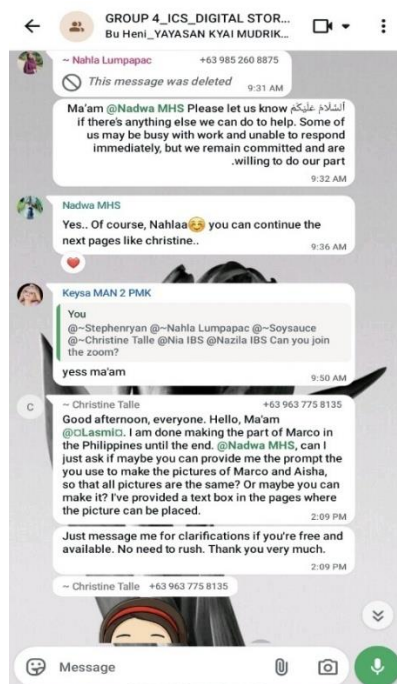 GROUP 4_ICS_DIGITAL STOR...
Bu Heni_YAYASAN KYAI MUDRIK...
~ Nahla Lumpapac +63 985 260 8875
This message was deleted 9:31 AM
Ma'am @Nadwa MHS Please let us know اَلسَّلَامُ عَلَيْكُم
if there's anything else we can do to help. Some of
us may be busy with work and unable to respond
immediately, but we remain committed and are
.willing to do our part
9:32 AM
Nadwa MHS
Yes.. Of course, Nahlaa☺️ you can continue the
next pages like christine..
9:36 AM
Keysa MAN 2 PMK
You
@~Stephenryan @~Nahla Lumpapac @~Soysauce
@~Christine Talle @Nia IBS @Nazila IBS Can you join
the zoom?
yess ma'am
9:50 AM
C
~ Christine Talle +63 963 775 8135
Good afternoon, everyone. Hello, Ma'am
@□Lasmi□. I am done making the part of Marco in
the Philippines until the end. @Nadwa MHS, can I
just ask if maybe you can provide me the prompt the
you use to make the pictures of Marco and Aisha,
so that all pictures are the same? Or maybe you can
make it? I've provided a text box in the pages where
the picture can be placed.
2:09 PM
Just message me for clarifications if you're free and
available. No need to rush. Thank you very much.
2:09 PM
~ Christine Talle +63 963 775 8135
Message